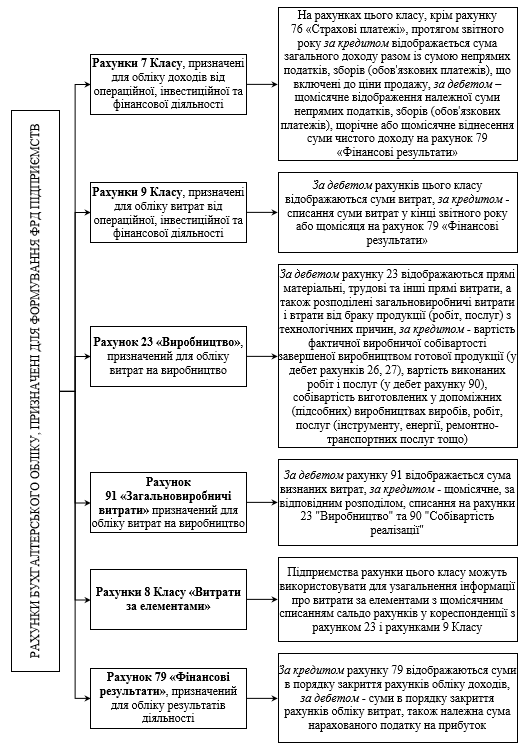 РАХУНКИ БУХГАЛТЕРСЬКОГО ОБЛІКУ, ПРИЗНАЧЕНІ ДЛЯ ФОРМУВАННЯ ФРД ПІДПРИЄМСТВ
Рахунки 7 Класу, призначені
для обліку доходів від
операційної, інвестиційної та
фінансової діяльності
На рахунках цього класу, крім рахунку
76 «Страхові платежі», протягом звітного
року за кредитом відображається сума
загального доходу разом із сумою непрямих
податків, зборів (обов'язкових платежів), що
включені до ціни продажу, за дебетом –
щомісячне відображення належної суми
непрямих податків, зборів (обов'язкових
платежів), щорічне або щомісячне віднесення
суми чистого доходу на рахунок 79
«Фінансові результати»
Рахунки 9 Класу, призначені
для обліку витрат від
операційної, інвестиційної та
фінансової діяльності
За дебетом рахунків цього класу
відображаються суми витрат, за кредитом -
списання суми витрат у кінці звітного року
або щомісяця на рахунок 79 «Фінансові
результати»
Рахунок 23 «Виробництво»,
призначений для обліку
витрат на виробництво
За дебетом рахунку 23 відображаються прямі
матеріальні, трудові та інші прямі витрати, а
також розподілені загальновиробничі витрати
і втрати від браку продукції (робіт, послуг) з
технологічних причин, за кредитом - вартість
фактичної виробничої собівартості
завершеної виробництвом готової продукції (у
дебет рахунків 26, 27), вартість виконаних
робіт і послуг (у дебет рахунку 90),
собівартість виготовлених у допоміжних
(підсобних) виробництвах виробів, робіт,
послуг (інструменту, енергії, ремонтно-
транспортних послуг тощо)
Рахунок
91 «Загальновиробничі
витрати» призначений для
обліку витрат на виробництво
За дебетом рахунку 91 відображається сума
визнаних витрат, за кредитом - щомісячне, за
відповідним розподілом, списання на рахунки
23 "Виробництво" та 90 "Собівартість
реалізації"
Рахунки 8 Класу «Витрати
за елементами»
Підприємства рахунки цього класу можуть
використовувати для узагальнення інформації
про витрати за елементами з щомісячним
списанням сальдо рахунків у кореспонденції з
рахунком 23 і рахунками 9 Класу
Рахунок 79 «Фінансові
результати», призначений
для обліку результатів
діяльності
За кредитом рахунку 79 відображаються суми
в порядку закриття рахунків обліку доходів,
за дебетом - суми в порядку закриття
рахунків обліку витрат, також належна сума
нарахованого податку на прибуток